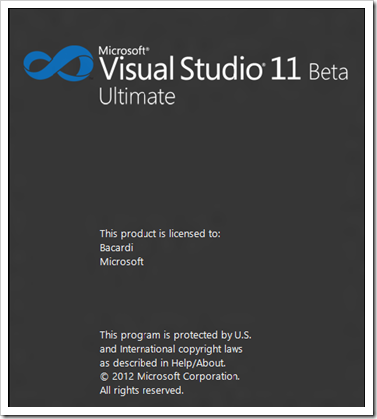 Microsoft®
Visual Studio® 11 Beta
Ultimate
This product is licensed to:
Bacardi
Microsoft
This program is protected by U.S.
and International copyright laws
as described in Help/About.
© 2012 Microsoft Corporation.
All rights reserved.